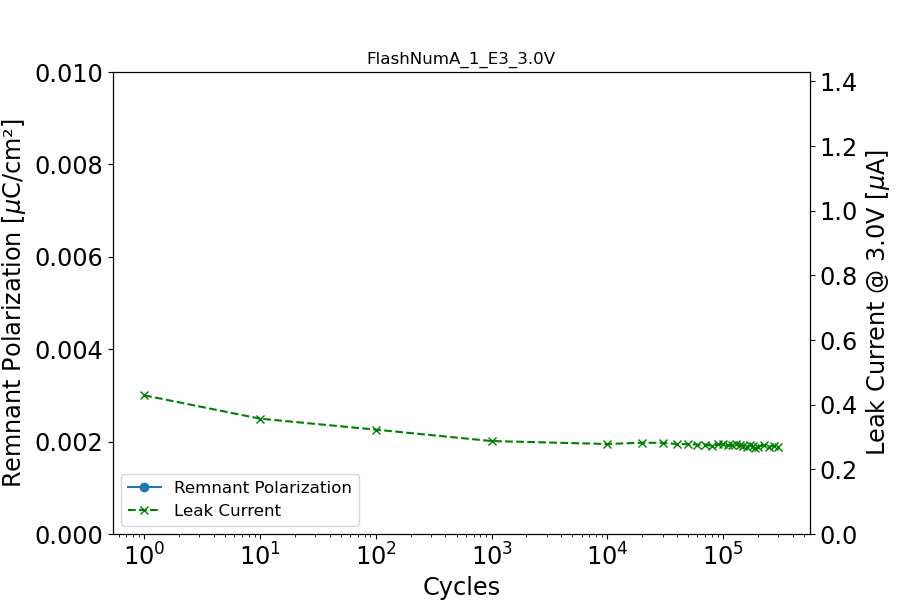 FlashNumA_1_E3_3.0V
0.010
0.008
0.006
0.004
0.002
0.000
Remnant Polarization [μC/cm²]
1.4
1.2
1.0
0.8
0.6
0.4
0.2
0.0
Leak Current @ 3.0V [μA]
Remnant Polarization
Leak Current
10⁰ 10¹ 10² 10³ 10⁴ 10⁵
Cycles